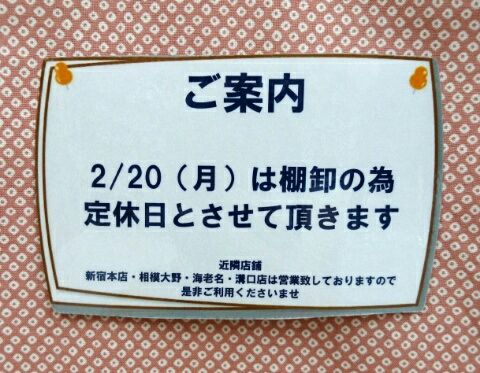 ご案内
2/20（月）は棚卸の為
定休日とさせて頂きます
近隣店舗
新宿本店・相模大野・海老名・溝口店は営業致しておりますので
是非ご利用くださいませ